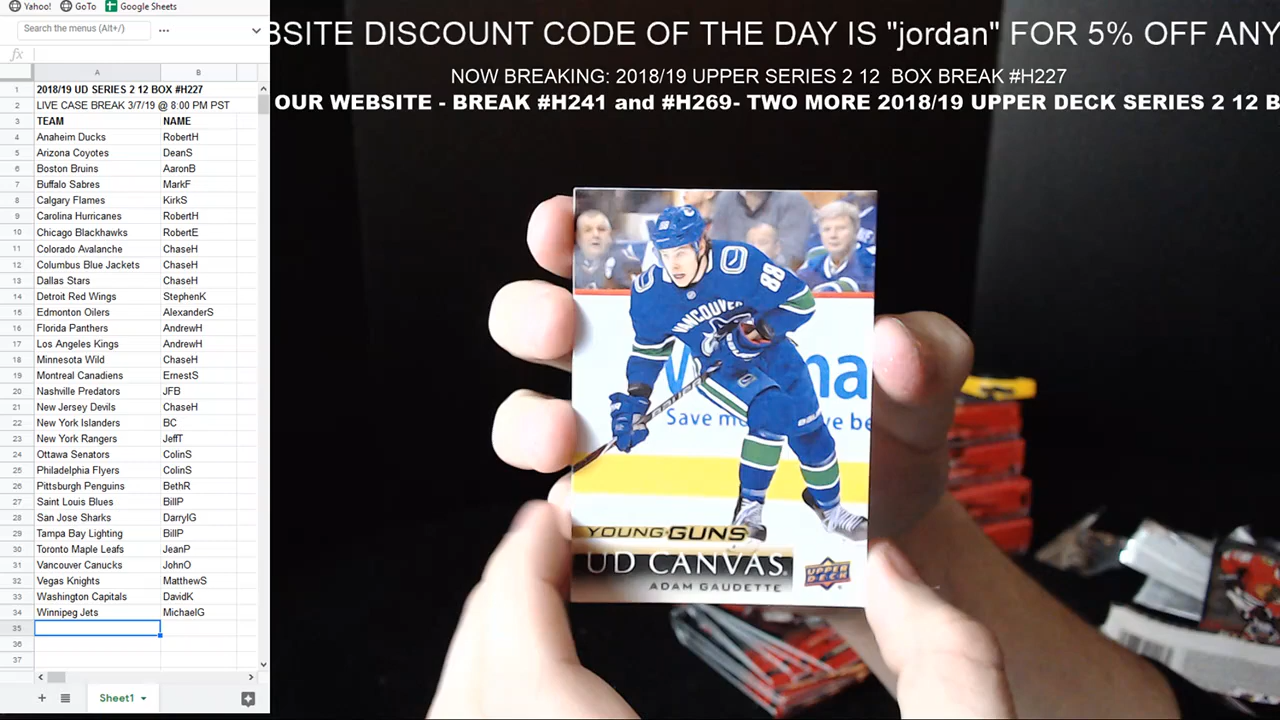 Yahoo! GoTo Google Sheets
Search the menus (Alt+/)
fx
A B
1 2018/19 UD SERIES 2 12 BOX #H227
2 LIVE CASE BREAK 3/7/19 @ 8:00 PM PST
3 TEAM NAME
4 Anaheim Ducks RobertH
5 Arizona Coyotes DeanS
6 Boston Bruins AaronB
7 Buffalo Sabres MarkF
8 Calgary Flames KirkS
9 Carolina Hurricanes RobertH
10 Chicago Blackhawks RobertE
11 Colorado Avalanche ChaseH
12 Columbus Blue Jackets ChaseH
13 Dallas Stars ChaseH
14 Detroit Red Wings StephenK
15 Edmonton Oilers AlexanderS
16 Florida Panthers AndrewH
17 Los Angeles Kings AndrewH
18 Minnesota Wild ChaseH
19 Montreal Canadiens ErnestS
20 Nashville Predators JFB
21 New Jersey Devils ChaseH
22 New York Islanders BC
23 New York Rangers JeffT
24 Ottawa Senators ColinS
25 Philadelphia Flyers ColinS
26 Pittsburgh Penguins BethR
27 Saint Louis Blues BillP
28 San Jose Sharks DarrylG
29 Tampa Bay Lighting BillP
30 Toronto Maple Leafs JeanP
31 Vancouver Canucks JohnO
32 Vegas Knights MatthewS
33 Washington Capitals DavidK
34 Winnipeg Jets MichaelG
35
36
37
Sheet1
BSITE DISCOUNT CODE OF THE DAY IS "jordan" FOR 5% OFF ANY
NOW BREAKING: 2018/19 UPPER SERIES 2 12 BOX BREAK #H227
OUR WEBSITE - BREAK #H241 and #H269- TWO MORE 2018/19 UPPER DECK SERIES 2 12 B
88
88
VANCOUVER
Save
YOUNG GUNS
UD CANVAS
ADAM GAUDETTE
UPPER DECK